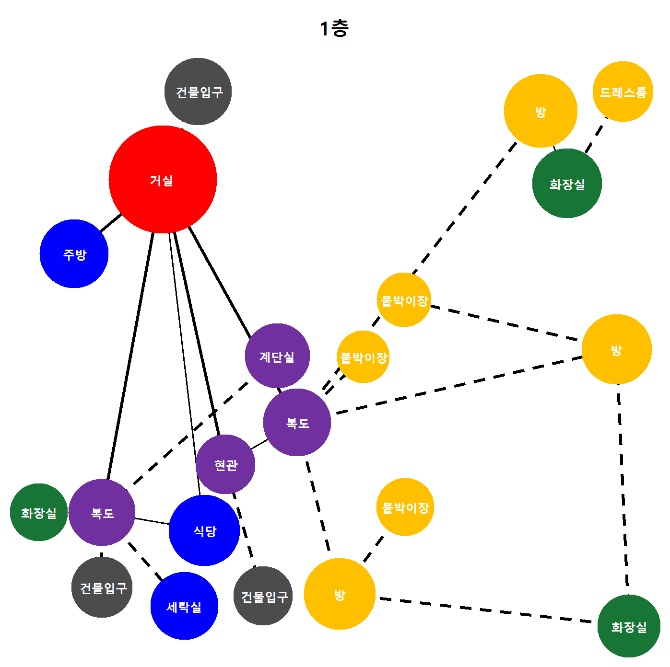 1층
건물입구
방
드레스룸
거실
화장실
주방
붙박이장
계단실
붙박이장
방
복도
현관
화장실
복도
식당
붙박이장
건물입구
세탁실
건물입구
방
화장실